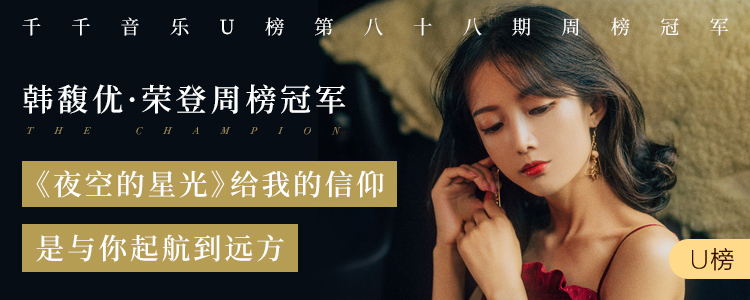 千千音乐U榜第八十八期周榜冠军
韩馥优·荣登周榜冠军
THE CHAMPION
《夜空的星光》给我的信仰
是与你起航到远方
U榜